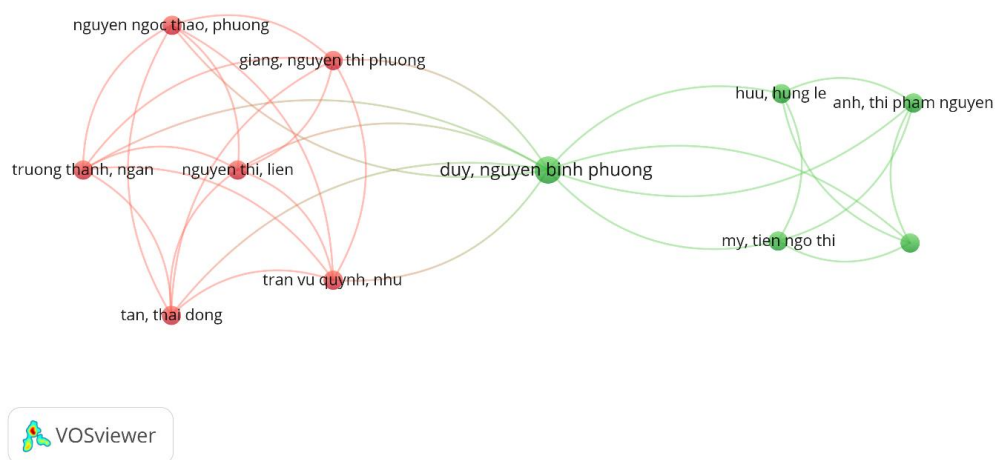 nguyen ngoc thao, phuong
giang, nguyen thi phuong
huu, hung le
anh, thi pham nguyen
truong thanh, ngan
nguyen thi, lien
duy, nguyen binh phuong
my, tien ngo thi
tran vu quynh, nhu
tan, thai dong
VOSviewer